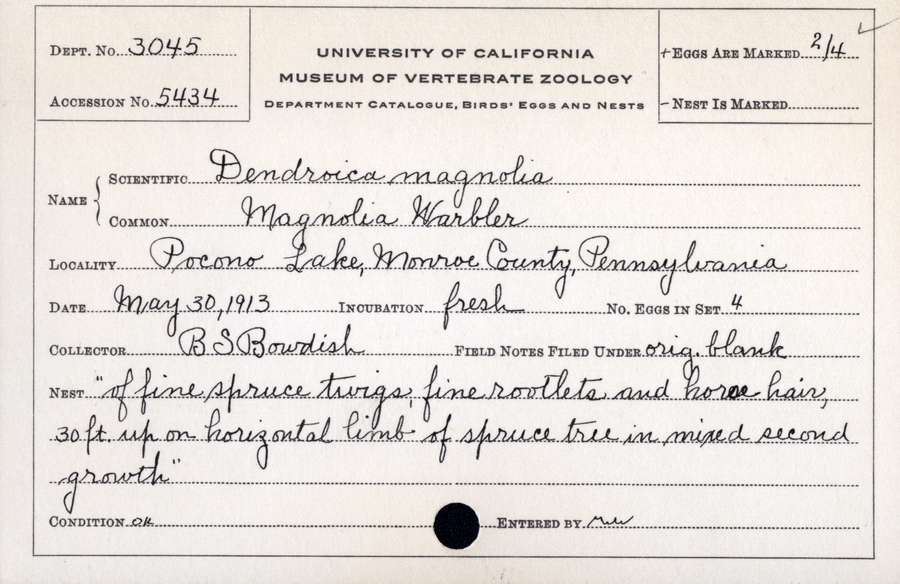 DEPT. No. 3045
ACCESSION No. 5434
UNIVERSITY OF CALIFORNIA
MUSEUM OF VERTEBRATE ZOOLOGY
DEPARTMENT CATALOGUE, BIRDS' EGGS AND NESTS
+ EGGS ARE MARKED 2/4
- NEST IS MARKED
NAME
SCIENTIFIC Dendroica magnolia
COMMON Magnolia Warbler
LOCALITY Pocono Lake, Monroe County, Pennsylvania
DATE May 30, 1913 INCUBATION fresh No. EGGS IN SET 4
COLLECTOR B S Bowdish FIELD NOTES FILED UNDER orig. blank
NEST "of fine spruce twigs, fine rootlets and horse hair,
30 ft. up on horizontal limb of spruce tree in mixed second
growth"
CONDITION OK ENTERED BY